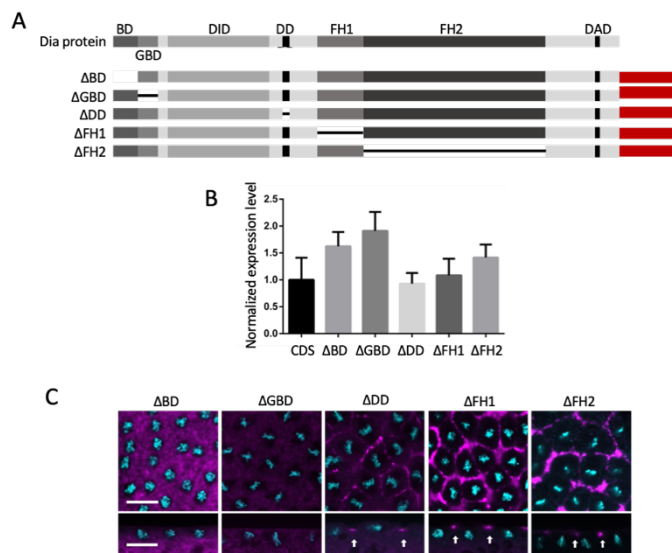 A
BD DID DD FH1 FH2 DAD
Dia protein
GBD
ΔBD
ΔGBD
ΔDD
ΔFH1
ΔFH2
B
Normalized expression level
2.5
2.0
1.5
1.0
0.5
0.0
CDS ΔBD ΔGBD ΔDD ΔFH1 ΔFH2
C
ΔBD ΔGBD ΔDD ΔFH1 ΔFH2